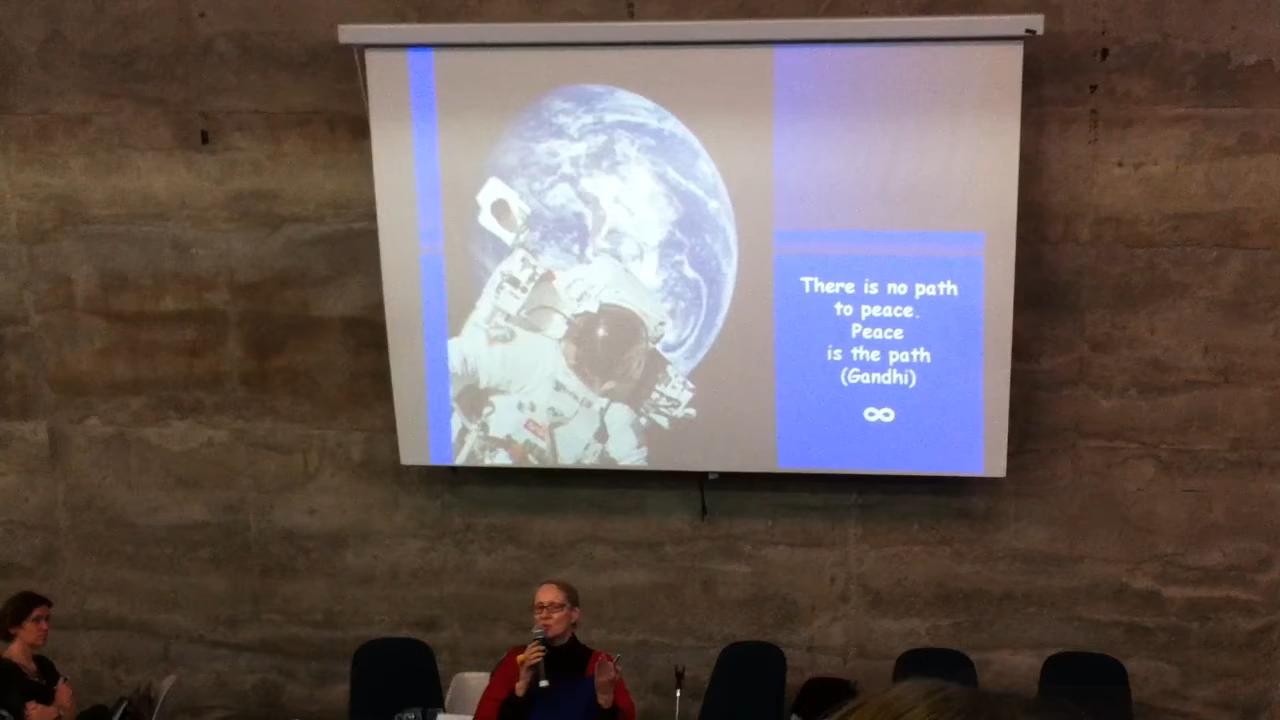 There is no path
to peace.
Peace
is the path
(Gandhi)